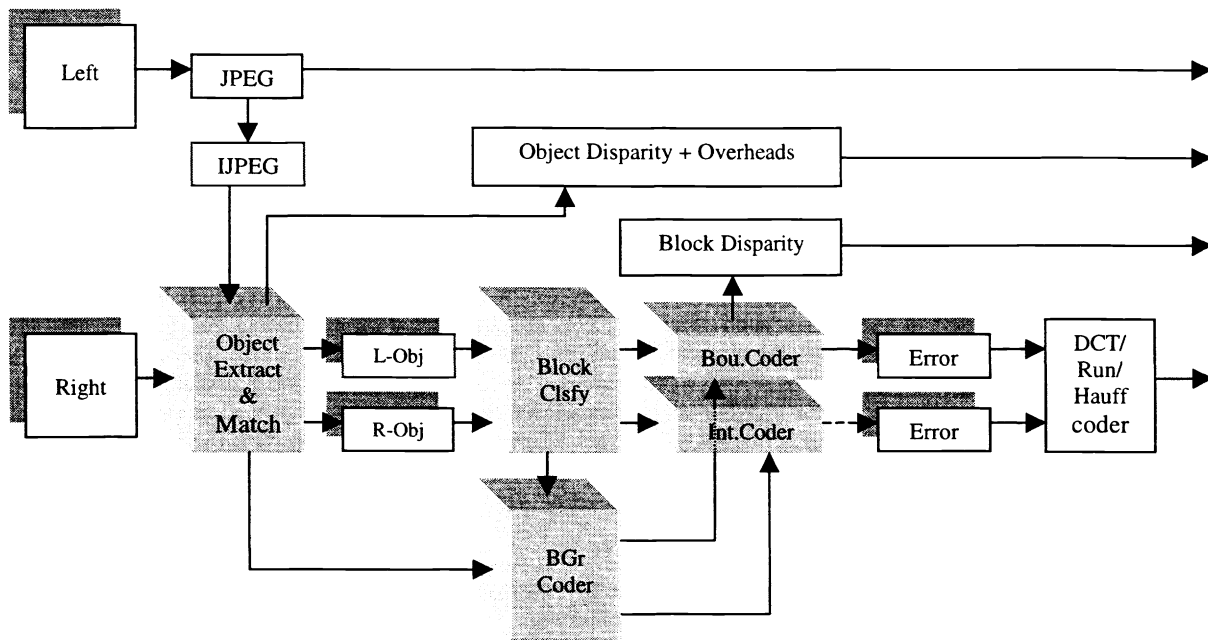 Left
JPEG
IJPEG
Object Disparity + Overheads
Block Disparity
Right
Object
Extract
&
Match
L-Obj
R-Obj
Block
Clsfy
Bou.Coder
Int.Coder
Error
Error
DCT/
Run/
Hauff
coder
BGr
Coder